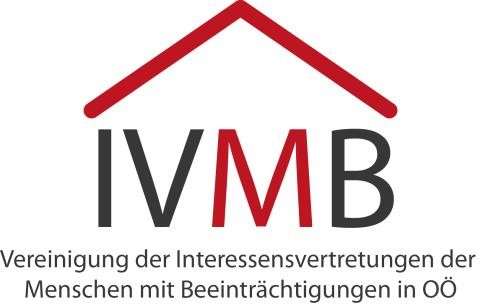 IVMB
Vereinigung der Interessensvertretungen der
Menschen mit Beeinträchtigungen in OÖ